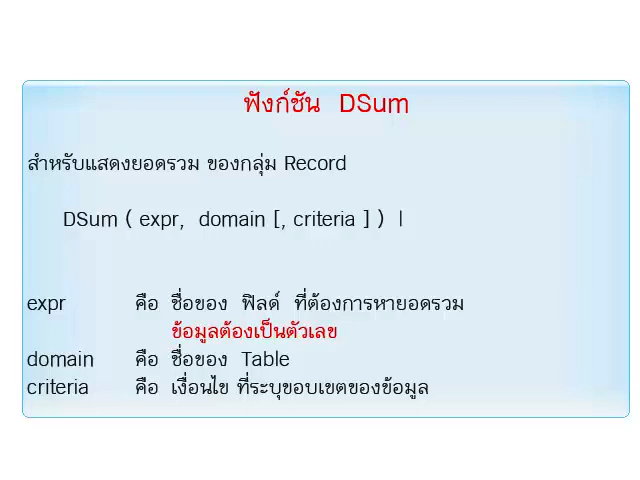 ฟังก์ชัน DSum
สำหรับแสดงยอดรวม ของกลุ่ม Record
DSum ( expr, domain [, criteria ] ) |
expr คือ ชื่อของ ฟิลด์ ที่ต้องการหายอดรวม
ข้อมูลต้องเป็นตัวเลข
domain คือ ชื่อของ Table
criteria คือ เงื่อนไข ที่ระบุขอบเขตของข้อมูล